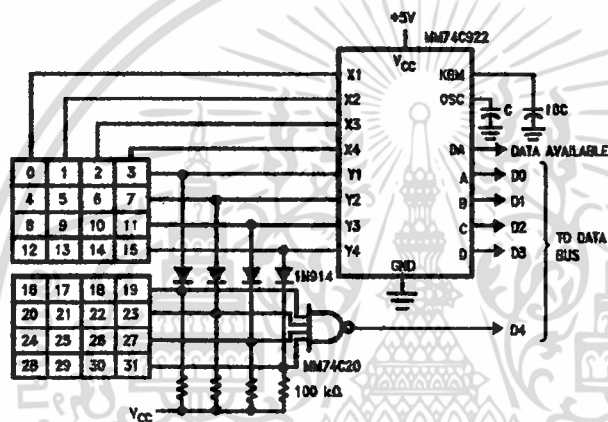 +5V
MM74C922
VCC
X1
X2
X3
X4
Y1
Y2
Y3
Y4
GND
KBM
OSC
DA
A
B
C
D
C
10C
DATA AVAILABLE
D0
D1
D2
D3
TO DATA
BUS
D4
0 1 2 3
4 5 6 7
8 9 10 11
12 13 14 15
1N914
16 17 18 19
20 21 22 23
24 25 26 27
28 29 30 31
MM74C20
100 kΩ
VCC